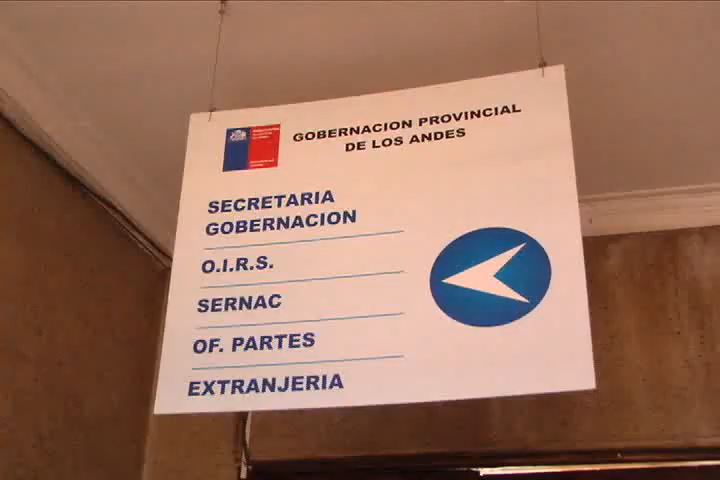 GOBERNACION PROVINCIAL
DE LOS ANDES
SECRETARIA
GOBERNACION
O.I.R.S.
SERNAC
OF. PARTES
EXTRANJERIA